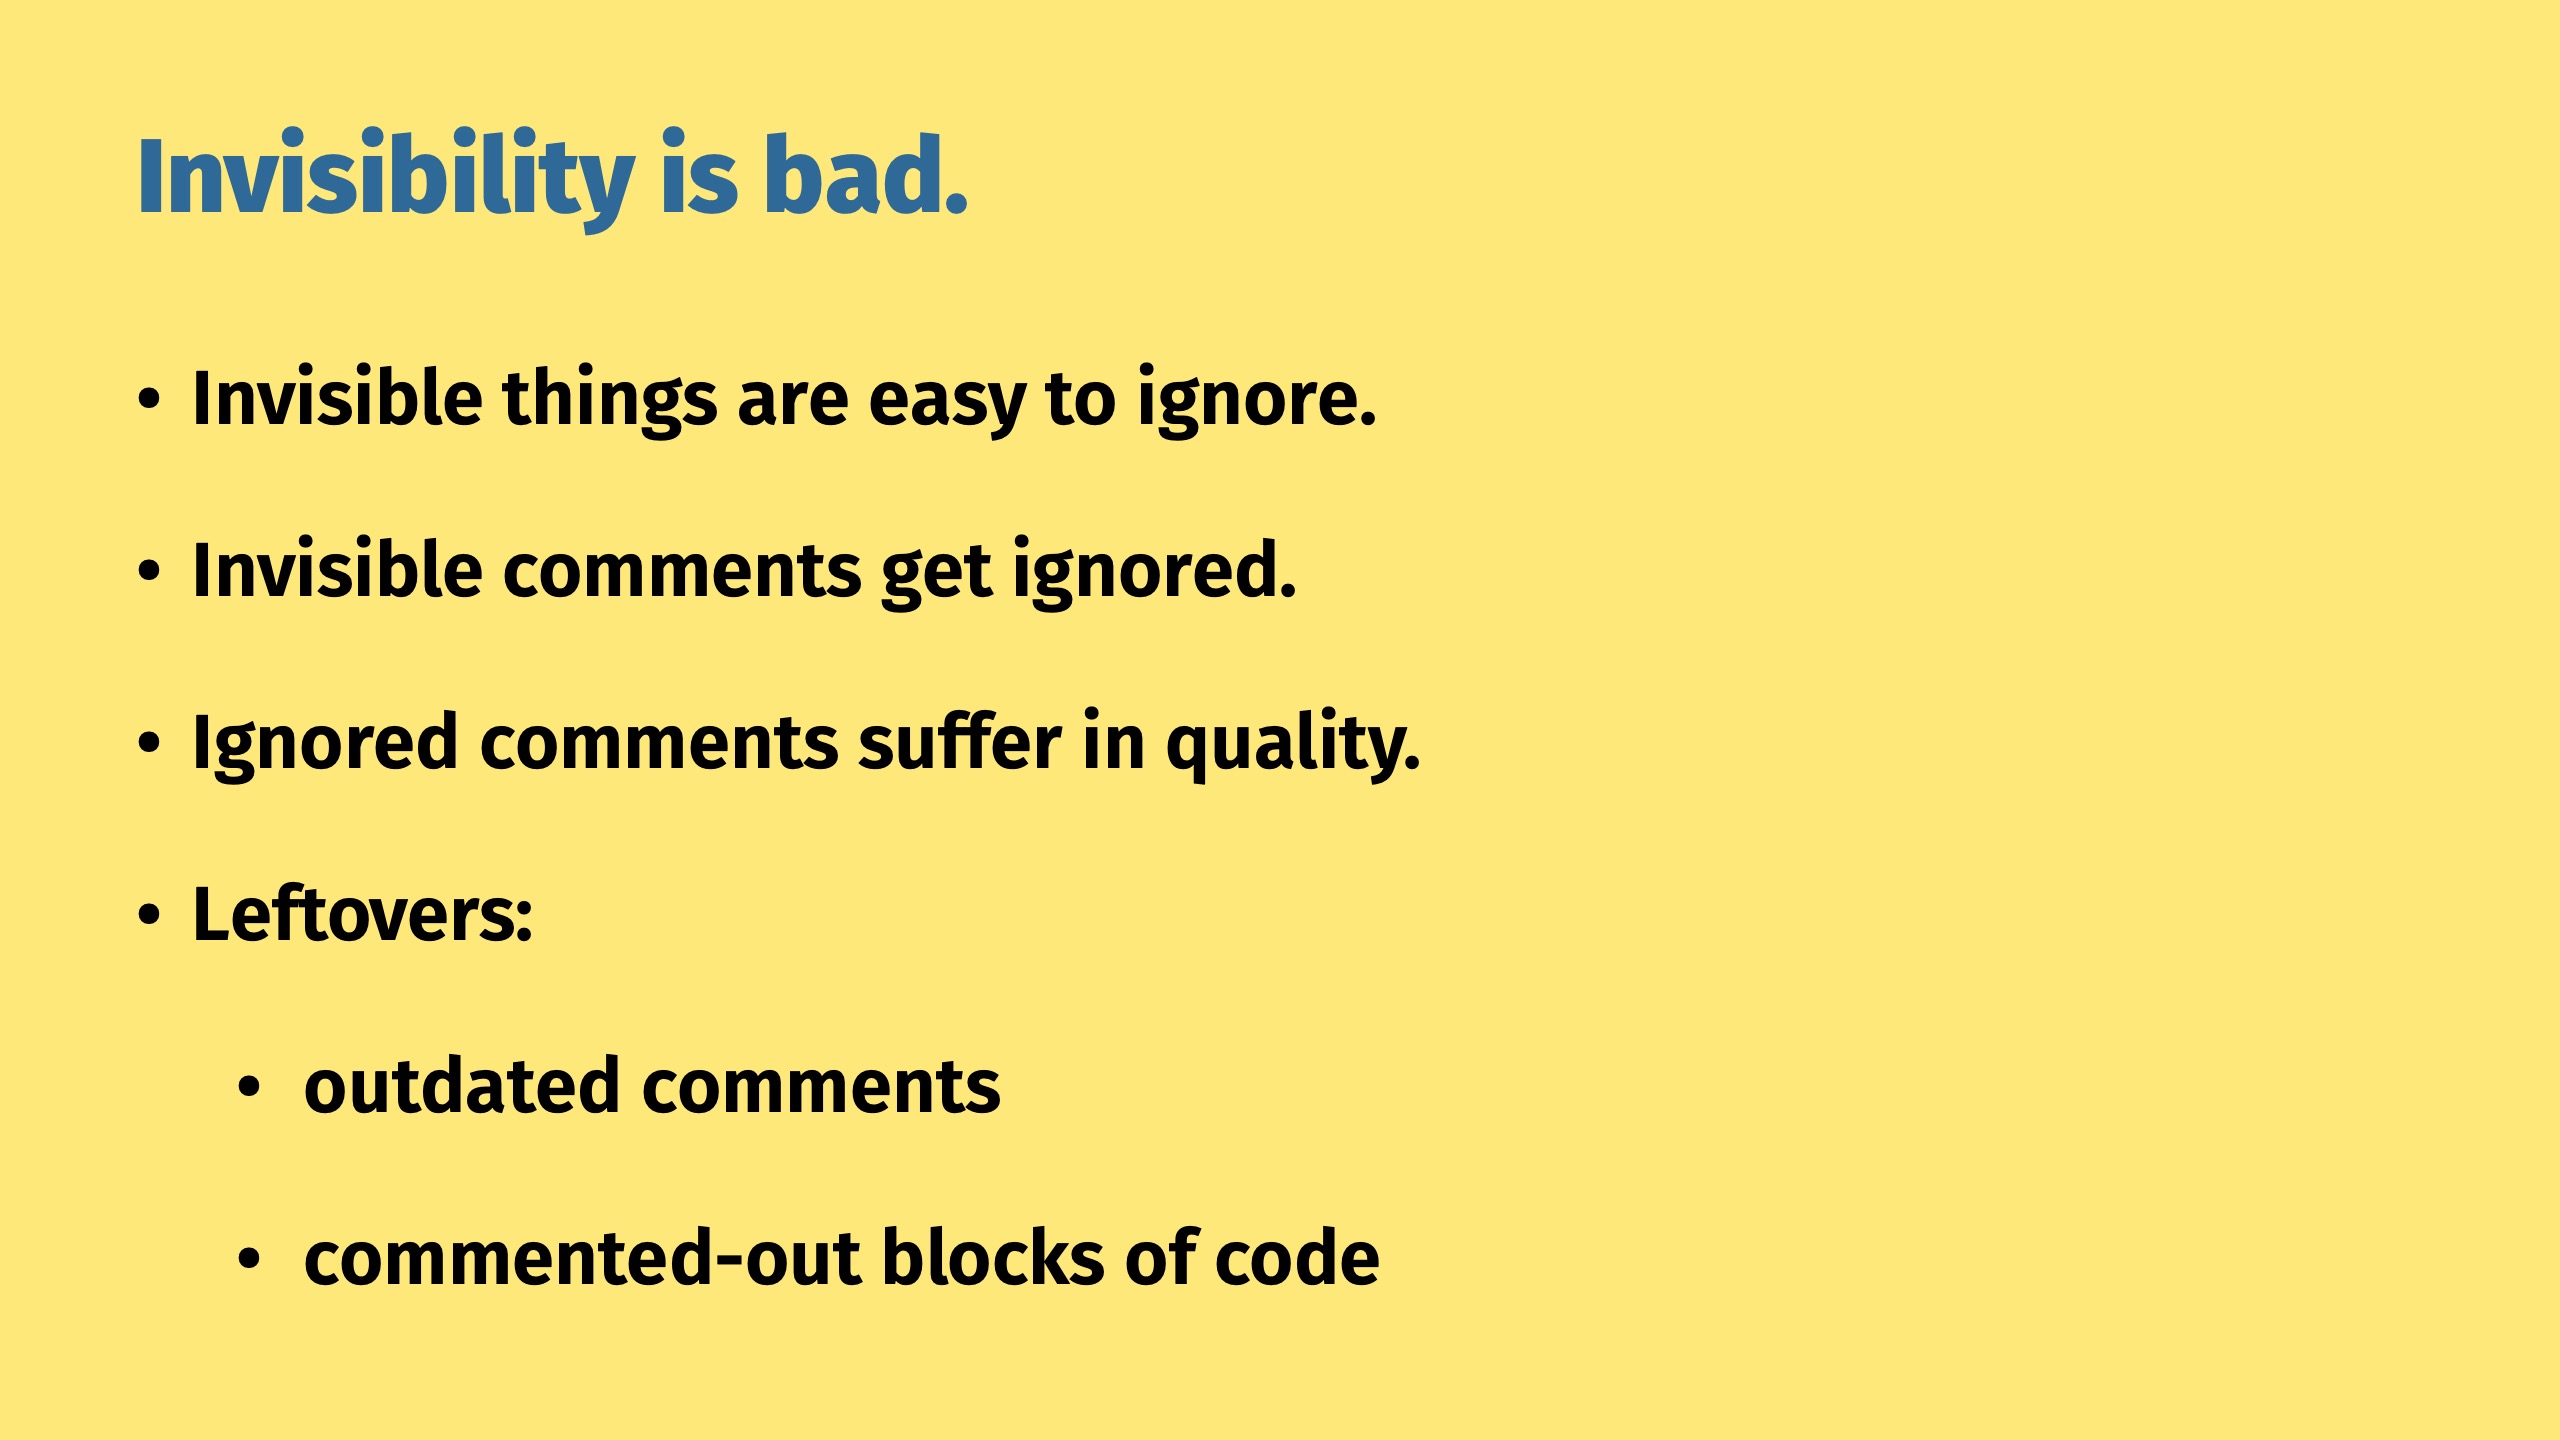 Invisibility is bad.
• Invisible things are easy to ignore.
• Invisible comments get ignored.
• Ignored comments suffer in quality.
• Leftovers:
• outdated comments
• commented-out blocks of code